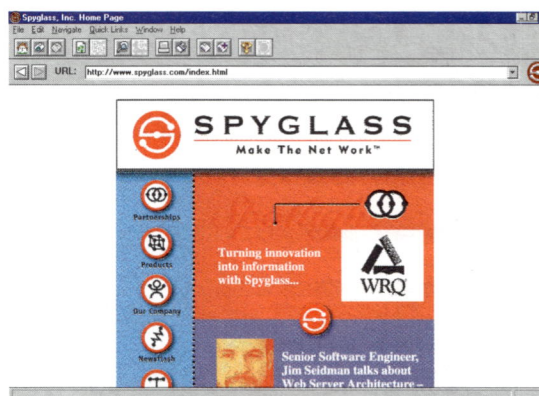 Spyglass, Inc. Home Page
File Edit Navigate Quick Links Window Help
URL: http://www.spyglass.com/index.html
SPYGLASS
Make The Net Work™
Partnerships
Products
Our Company
Newsflash
Spotlight
Turning innovation
into information
with Spyglass...
WRQ
Senior Software Engineer,
Jim Seidman talks about
Web Server Architecture –